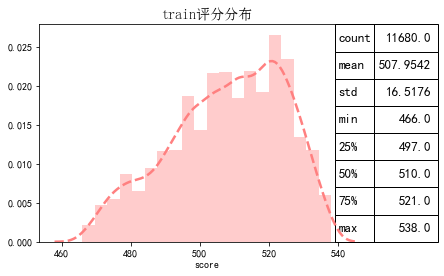 train评分分布
0.025
0.020
0.015
0.010
0.005
0.000
460 480 500 520 540
score
count 11680.0
mean 507.9542
std 16.5176
min 466.0
25% 497.0
50% 510.0
75% 521.0
max 538.0